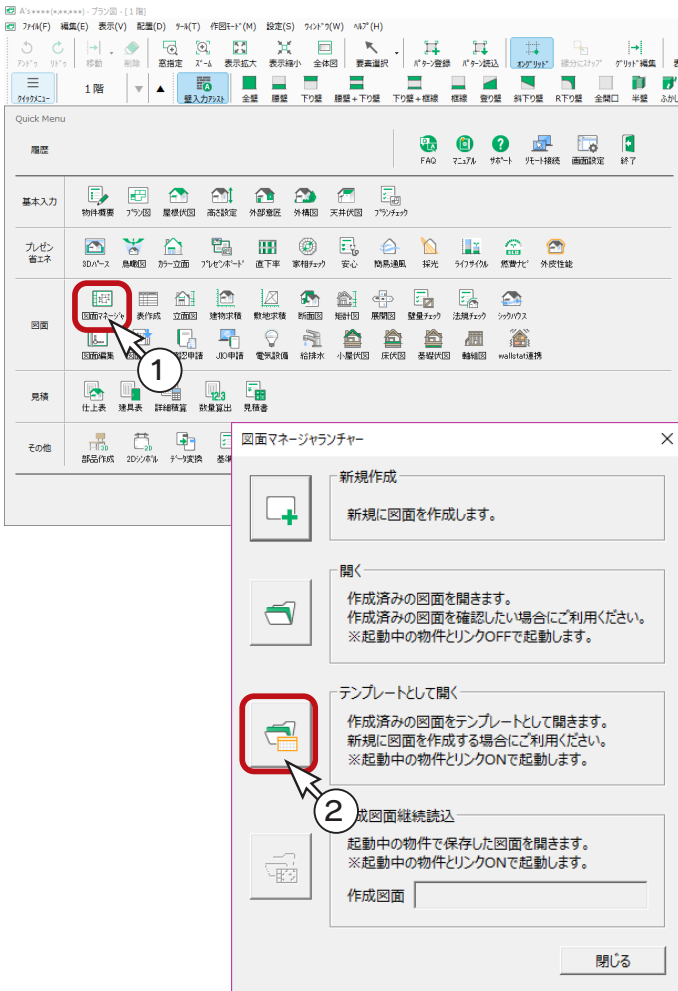 A's∗∗∗∗(∗,∗∗,∗∗∗) - プラン図 - [1 階]
ファイル(F) 編集(E) 表示(V) 配置(D) ツール(T) 作図モード(M) 設定(S) ウィンドウ(W) ヘルプ(H)
アンドゥ リドゥ 移動 削除 窓指定 ズーム 表示拡大 表示縮小 全体図 要素選択 パターン登録 パターン読込 オングリッド 線分にスナップ グリッド編集 表
クイックメニュー 1 階 ▼ ▲ 壁入力アシスト 全壁 腰壁 下り壁 腰壁+下り壁 下り壁+框線 框線 登り壁 斜下り壁 R下り壁 全開口 半壁 ふかし
Quick Menu
履歴
FAQ マニュアル サポート リモート接続 画面設定 終了
基本入力
物件概要 プラン図 屋根伏図 高さ設定 外部意匠 外構図 天井伏図 プランチェック
プレゼン
省エネ
3Dパース 鳥瞰図 カラー立面 プレゼンボード 直下率 家相チェック 安心 簡易通風 採光 ライフサイクル 燃費ナビ 外皮性能
図面
図面マネージャ 表作成 立面図 建物求積 敷地求積 断面図 矩計図 展開図 壁量チェック 法規チェック シックハウス
図面編集 図面 認申請 JIO申請 電気設備 給排水 小屋伏図 床伏図 基礎伏図 軸組図 wallstat連携
1
見積
仕上表 建具表 詳細積算 数量算出 見積書
その他
部品作成 2Dシンボル データ変換 基準
図面マネージャランチャー ×
新規作成
新規に図面を作成します。
開く
作成済みの図面を開きます。
作成済みの図面を確認したい場合にご利用ください。
※起動中の物件とリンクOFFで起動します。
テンプレートとして開く
作成済みの図面をテンプレートとして開きます。
新規に図面を作成する場合にご利用ください。
※起動中の物件とリンクONで起動します。
2
成図面継続読込
起動中の物件で保存した図面を開きます。
※起動中の物件とリンクONで起動します。
作成図面
閉じる